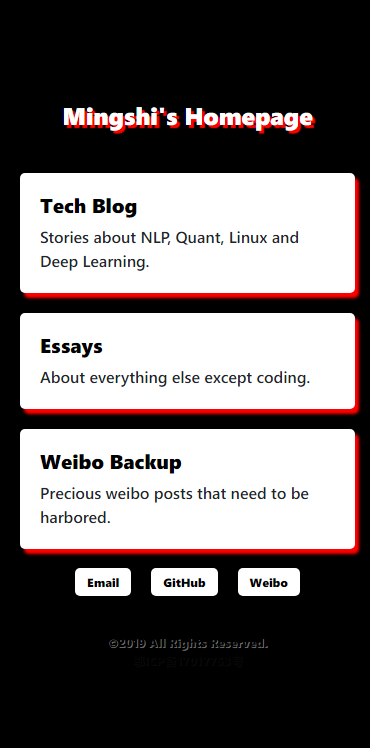 Mingshi's Homepage
Tech Blog
Stories about NLP, Quant, Linux and
Deep Learning.
Essays
About everything else except coding.
Weibo Backup
Precious weibo posts that need to be
harbored.
Email
GitHub
Weibo
©2019 All Rights Reserved.